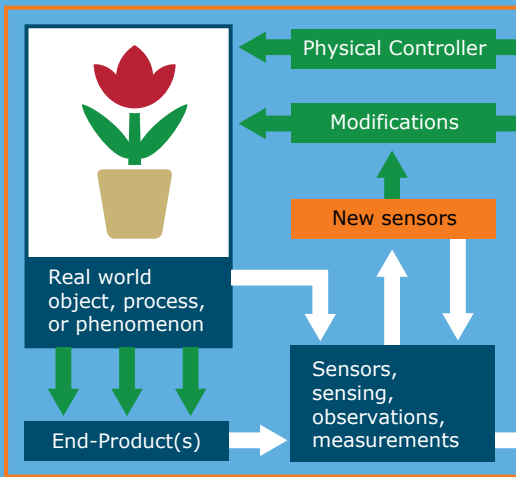 Physical Controller
Modifications
New sensors
Real world
object, process,
or phenomenon
Sensors,
sensing,
observations,
measurements
End-Product(s)